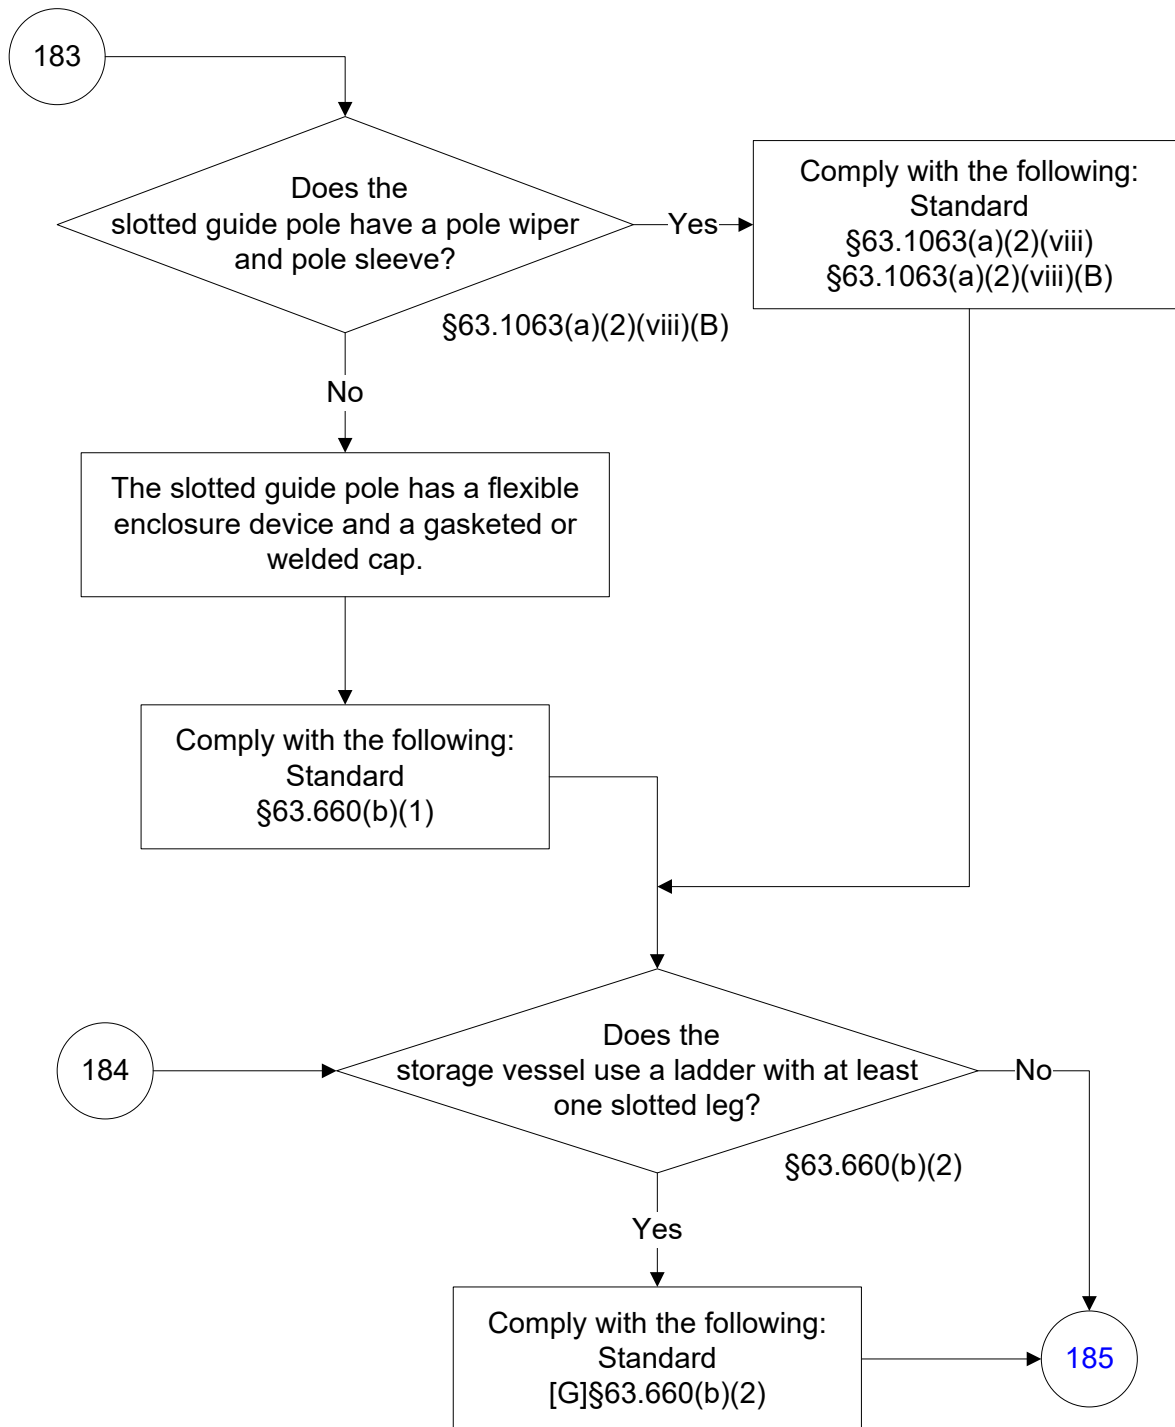 183
Does the
slotted guide pole have a pole wiper
and pole sleeve?
Yes
Comply with the following:
Standard
§63.1063(a)(2)(viii)
§63.1063(a)(2)(viii)(B)
§63.1063(a)(2)(viii)(B)
No
The slotted guide pole has a flexible
enclosure device and a gasketed or
welded cap.
Comply with the following:
Standard
§63.660(b)(1)
184
Does the
storage vessel use a ladder with at least
one slotted leg?
No
§63.660(b)(2)
Yes
Comply with the following:
Standard
[G]§63.660(b)(2)
185